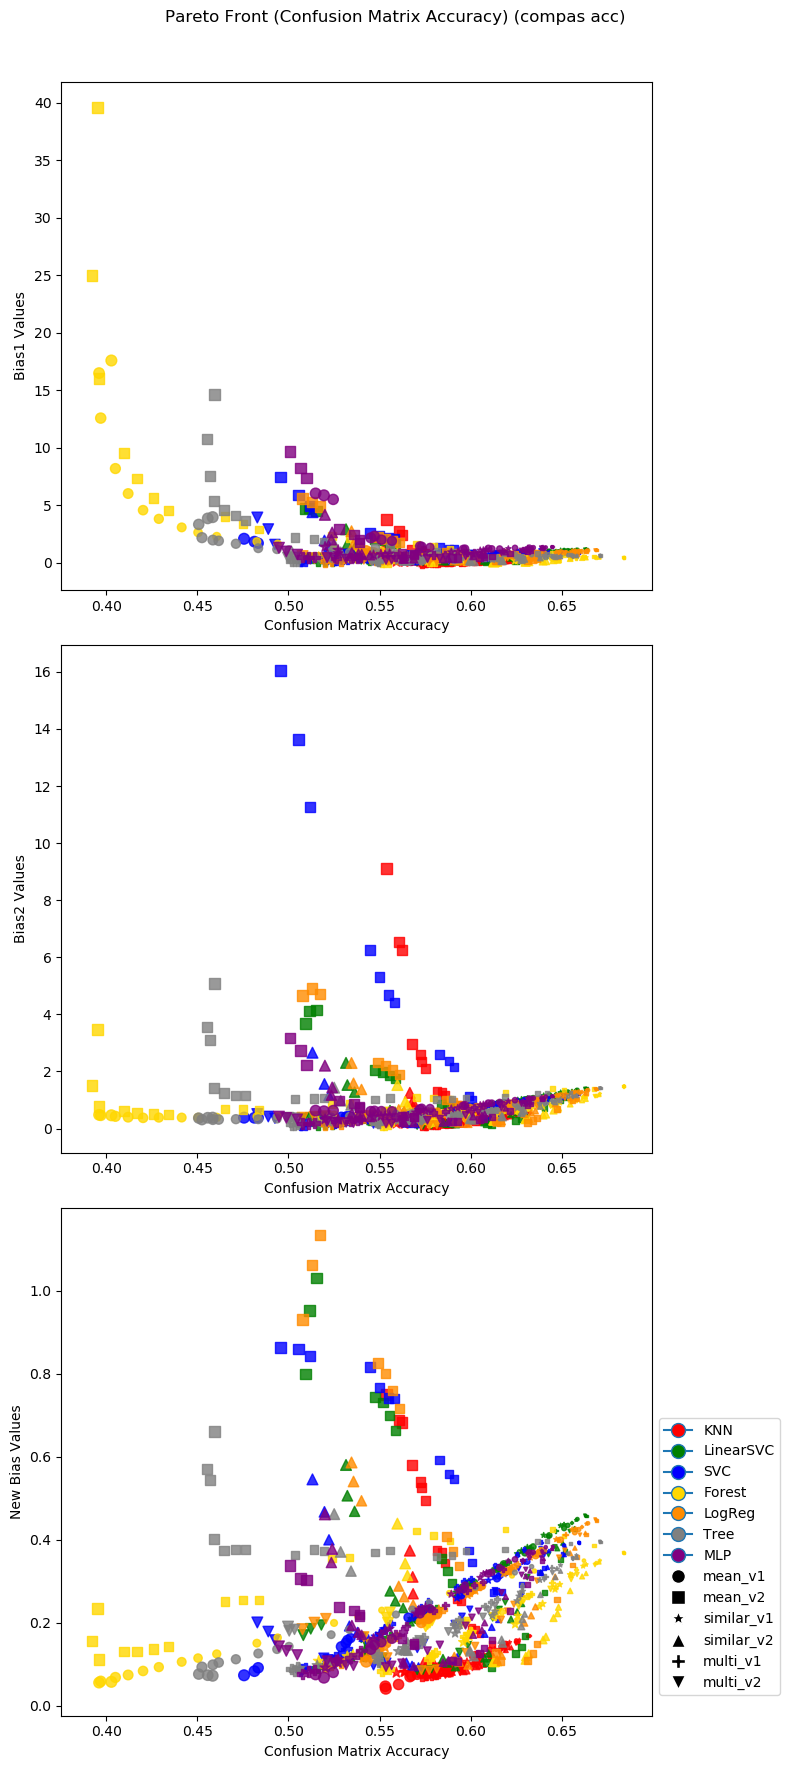 Pareto Front (Confusion Matrix Accuracy) (compas acc)
40
35
30
25
20
15
10
5
0
Bias1 Values
0.40 0.45 0.50 0.55 0.60 0.65
Confusion Matrix Accuracy
16
14
12
10
8
6
4
2
0
Bias2 Values
0.40 0.45 0.50 0.55 0.60 0.65
Confusion Matrix Accuracy
1.0
0.8
0.6
0.4
0.2
0.0
New Bias Values
0.40 0.45 0.50 0.55 0.60 0.65
Confusion Matrix Accuracy
KNN
LinearSVC
SVC
Forest
LogReg
Tree
MLP
mean_v1
mean_v2
similar_v1
similar_v2
multi_v1
multi_v2